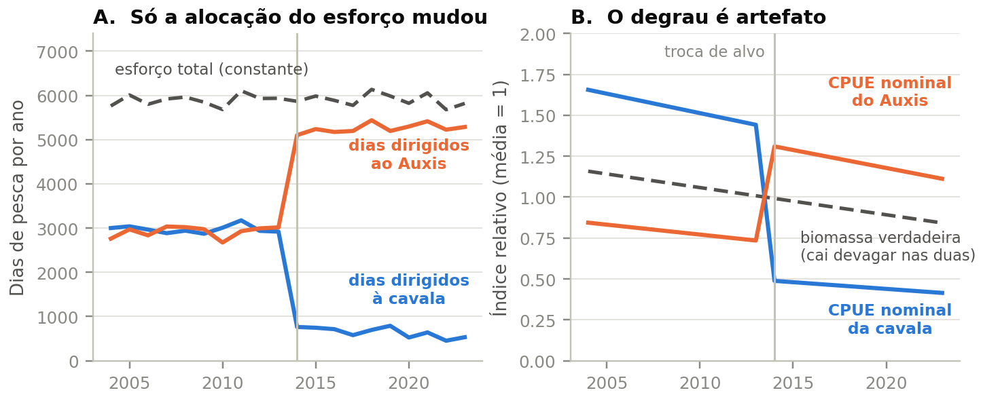 A.  Só a alocação do esforço mudou
Dias de pesca por ano
7000
6000
5000
4000
3000
2000
1000
0
esforço total (constante)
dias dirigidos
ao Auxis
dias dirigidos
à cavala
2005
2010
2015
2020
B.  O degrau é artefato
Índice relativo (média = 1)
2.00
1.75
1.50
1.25
1.00
0.75
0.50
0.25
0.00
troca de alvo
CPUE nominal
do Auxis
biomassa verdadeira
(cai devagar nas duas)
CPUE nominal
da cavala
2005
2010
2015
2020